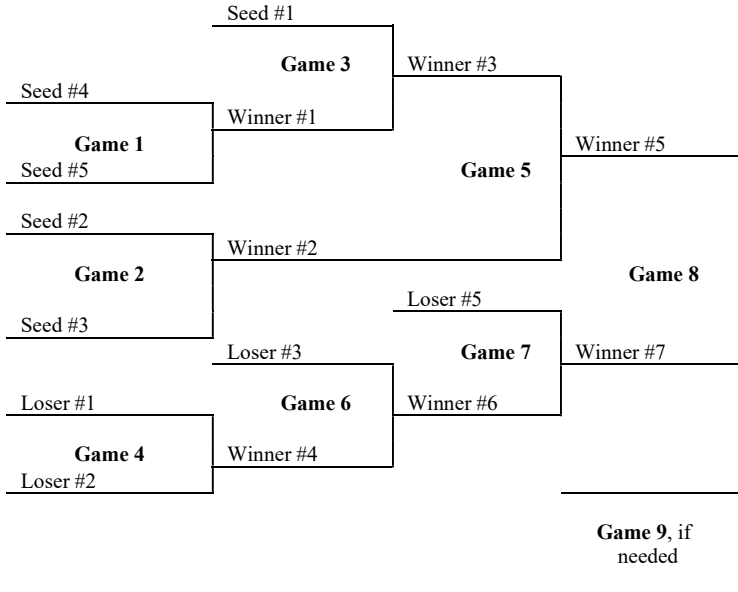 Seed #1
Game 3
Winner #3
Seed #4
Winner #1
Game 1
Winner #5
Seed #5
Game 5
Seed #2
Winner #2
Game 2
Game 8
Loser #5
Seed #3
Loser #3
Game 7
Winner #7
Loser #1
Game 6
Winner #6
Game 4
Winner #4
Loser #2
Game 9, if
needed